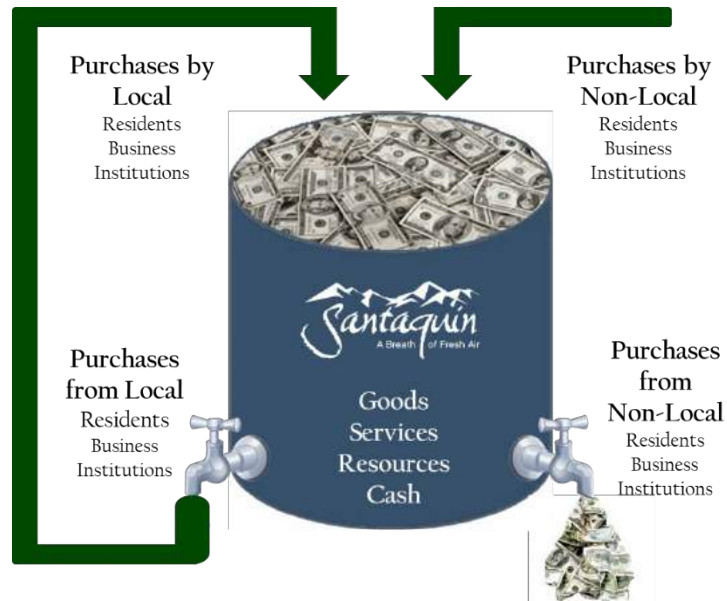 Purchases by
Local
Residents
Business
Institutions
Purchases by
Non-Local
Residents
Business
Institutions
Santaquin
A Breath of Fresh Air
Purchases
from Local
Residents
Business
Institutions
Goods
Services
Resources
Cash
Purchases
from
Non-Local
Residents
Business
Institutions